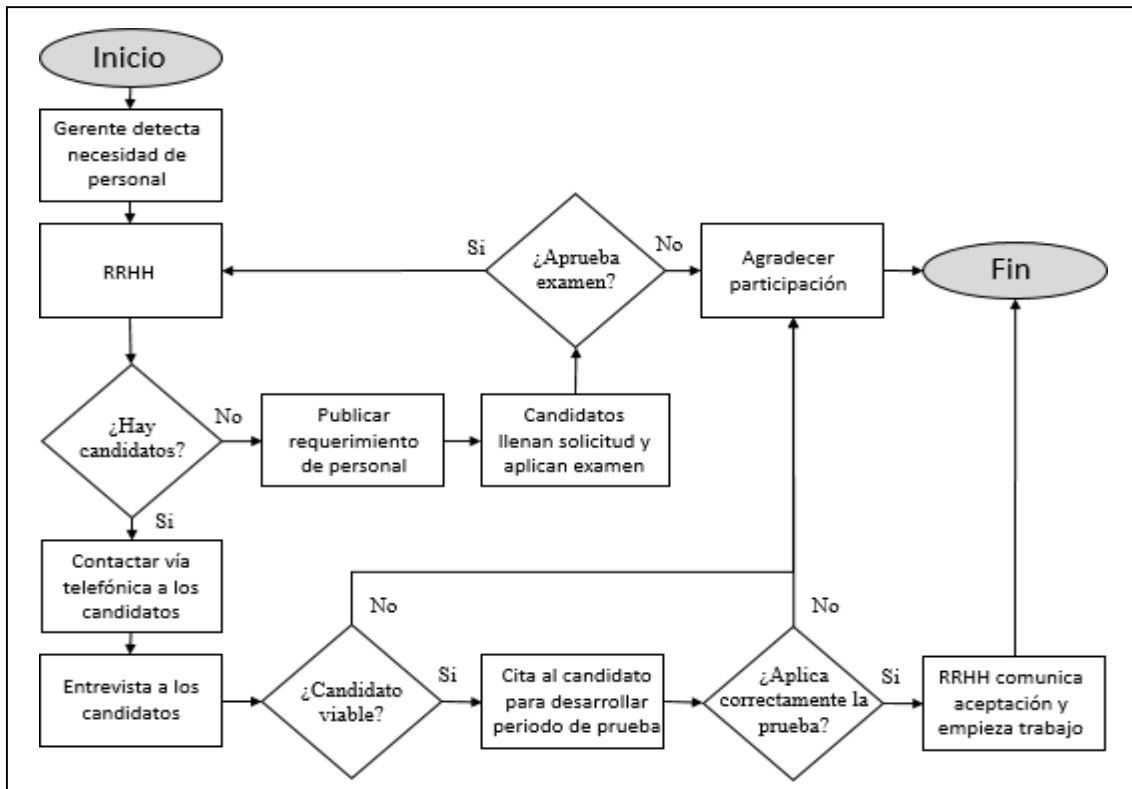 Inicio
Gerente detecta
necesidad de
personal
RRHH
¿Hay
candidatos?
No
Si
Publicar
requerimiento
de personal
Candidatos
llenan solicitud y
aplican examen
¿Aprueba
examen?
Si
No
Agradecer
participación
Fin
Contactar vía
telefónica a los
candidatos
Entrevista a los
candidatos
¿Candidato
viable?
No
Si
Cita al candidato
para desarrollar
periodo de prueba
¿Aplica
correctamente la
prueba?
No
Si
RRHH comunica
aceptación y
empieza trabajo